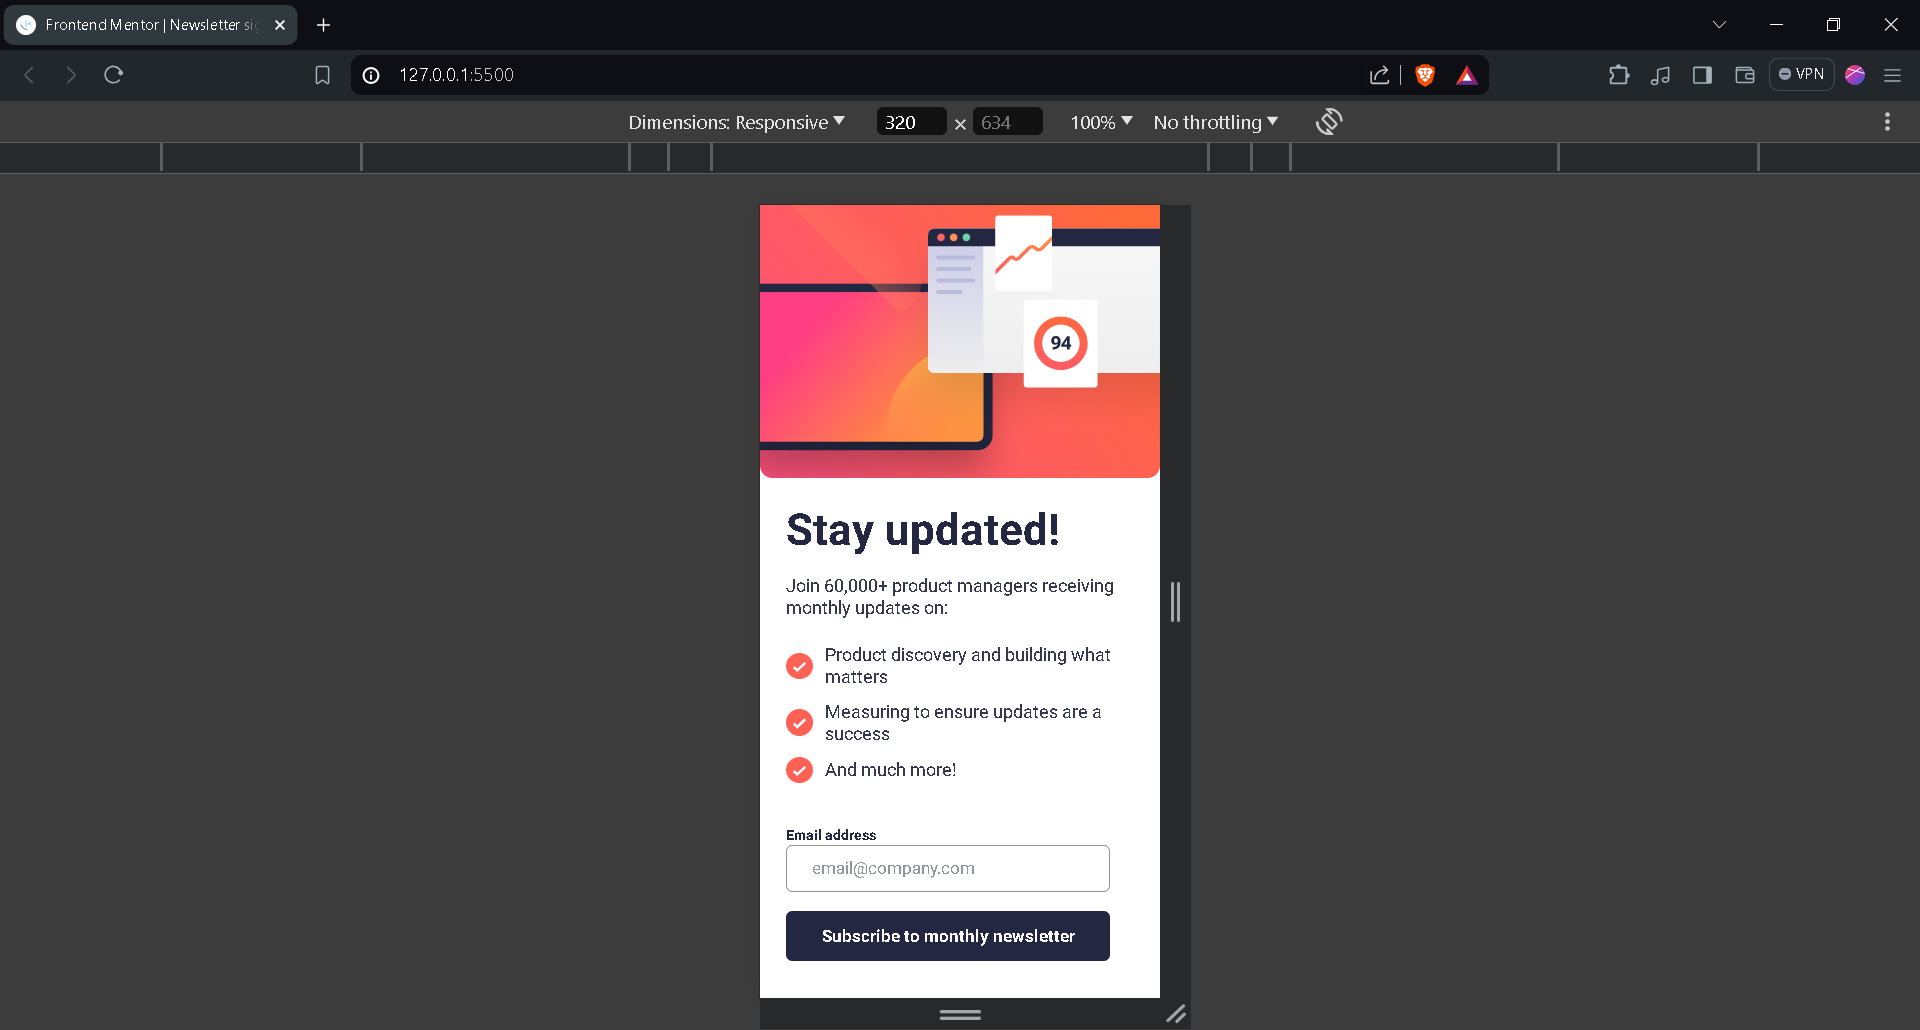 Frontend Mentor | Newsletter si
127.0.0.1:5500
VPN
Dimensions: Responsive
320 × 634
100%
No throttling
94
Stay updated!
Join 60,000+ product managers receiving
monthly updates on:
Product discovery and building what
matters
Measuring to ensure updates are a
success
And much more!
Email address
email@company.com
Subscribe to monthly newsletter